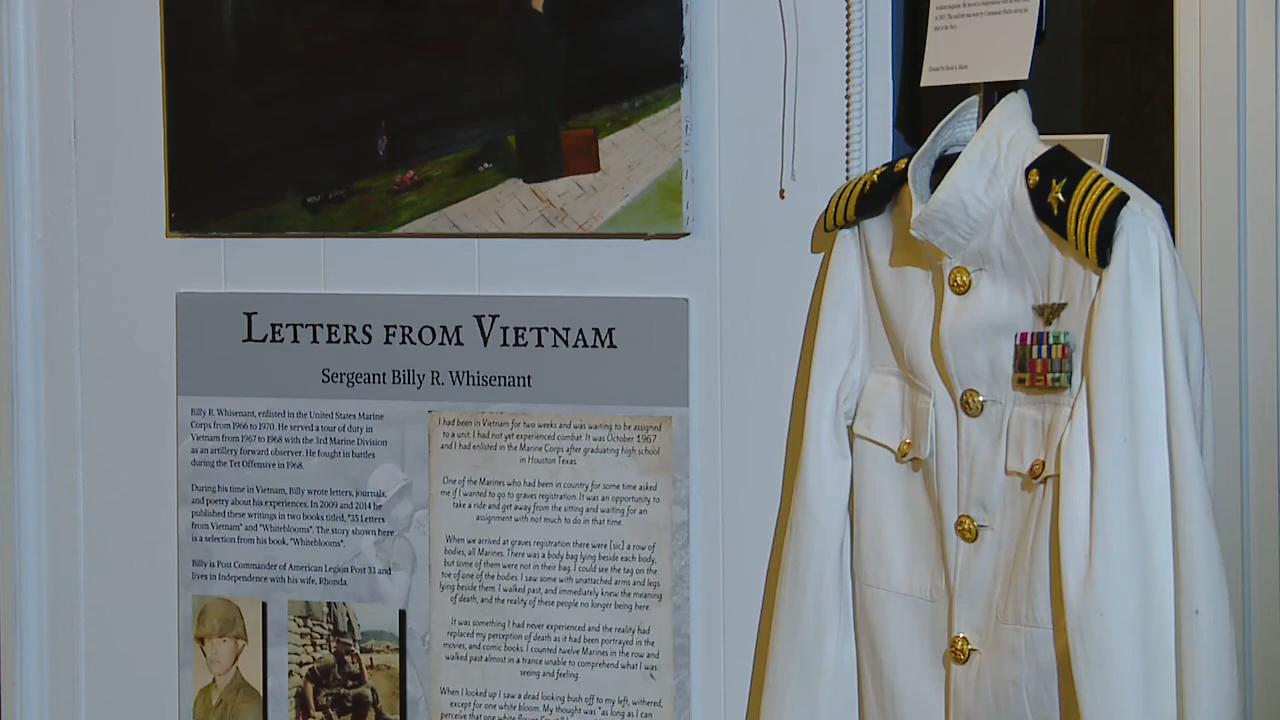 LETTERS FROM VIETNAM
Sergeant Billy R. Whisenant
Billy R. Whisenant, enlisted in the United States Marine
Corps from 1966 to 1970. He served a tour of duty in
Vietnam from 1967 to 1968 with the 3rd Marine Division
as an artillery forward observer. He fought in battles
during the Tet Offensive in 1968.
During his time in Vietnam, Billy wrote letters, journals,
and poetry about his experiences. In 2009 and 2014 he
published these writings in two books titled, "35 Letters
from Vietnam" and "Whiteblooms". The story shown here
is a selection from his book, "Whiteblooms".
Billy is Post Commander of American Legion Post 33 and
lives in Independence with his wife, Rhonda.
I had been in Vietnam for two weeks and was waiting to be assigned
to a unit. I had not yet experienced combat. It was October 1967
and I had enlisted in the Marine Corps after graduating high school
in Houston Texas.
One of the Marines who had been in country for some time asked
me if I wanted to go to graves registration. It was an opportunity to
take a ride and get away from the sitting and waiting for an
assignment with not much to do in that time.
When we arrived at graves registration there were [sic] a row of
bodies, all Marines. There was a body bag lying beside each body,
but some of them were not in their bag. I could see the tag on the
toe of one of the bodies. I saw some with unattached arms and legs
lying beside them. I walked past, and immediately knew the meaning
of death, and the reality of these people no longer being here.
It was something I had never experienced and the reality had
replaced my perception of death as it had been portrayed in the
movies, and comic books. I counted twelve Marines in the row and
walked past almost in a trance unable to comprehend what I was
seeing and feeling.
When I looked up I saw a dead looking bush off to my left, withered,
except for one white bloom. My thought was "as long as I can
perceive that one white